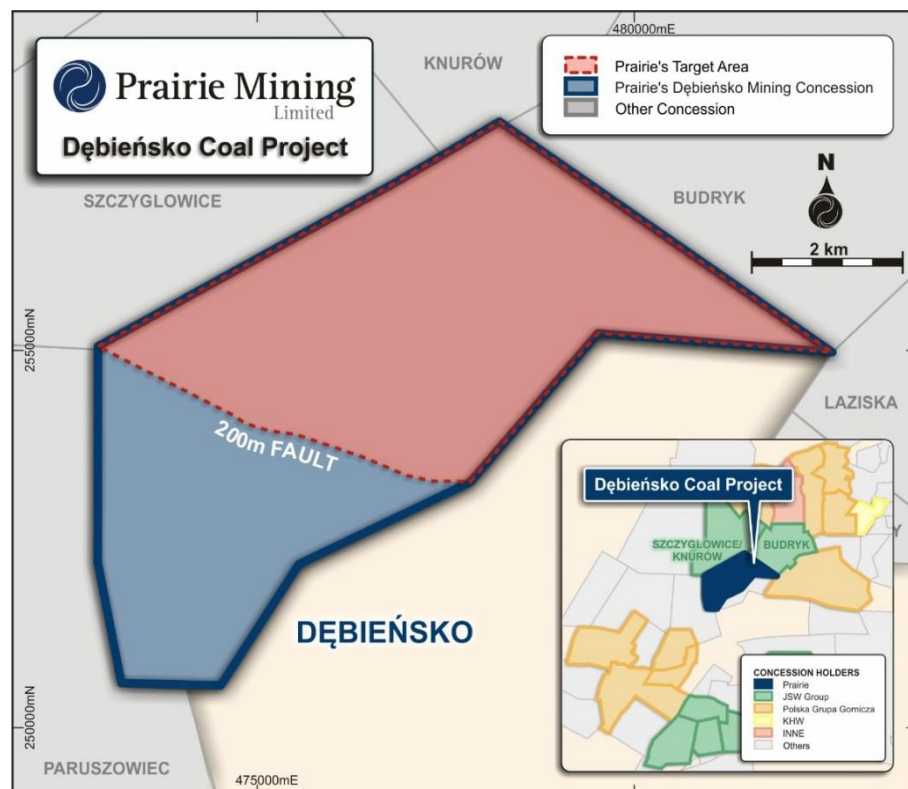 480000mE
KNURÓW
Prairie Mining
Limited
Dębieńsko Coal Project
Prairie's Target Area
Prairie's Dębieńsko Mining Concession
Other Concession
SZCZYGLOWICE
BUDRYK
N
2 km
255000mN
LAZISKA
200m FAULT
Dębieńsko Coal Project
SZCZYGLOWICE/
KNURÓW
BUDRYK
Y
DĘBIEŃSKO
CONCESSION HOLDERS
Prairie
JSW Group
Polska Grupa Gornicza
KHW
INNE
Others
250000mN
PARUSZOWIEC
475000mE